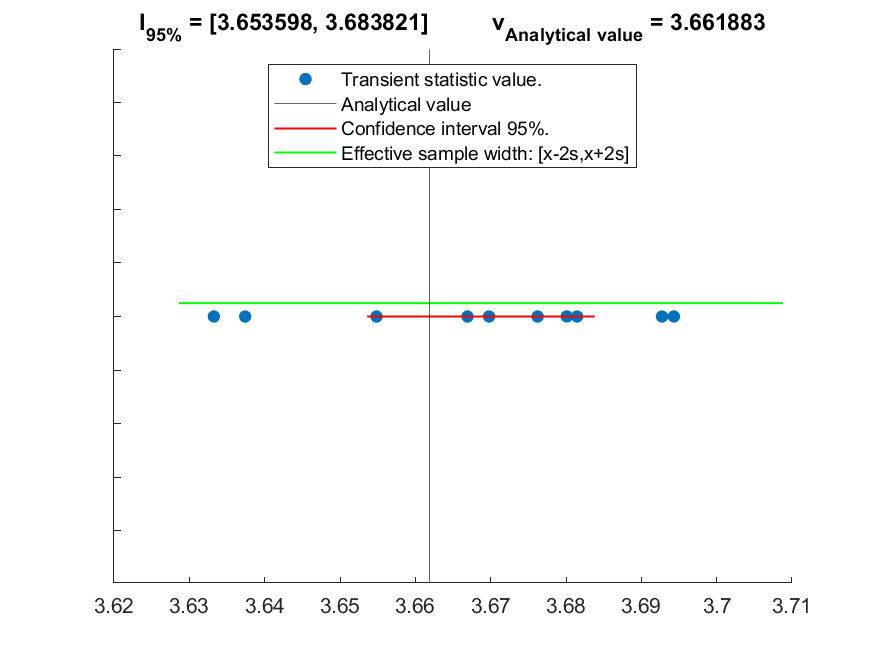 I95% = [3.653598, 3.683821] vAnalytical value = 3.661883
Transient statistic value.
Analytical value
Confidence interval 95%.
Effective sample width: [x-2s,x+2s]
3.62 3.63 3.64 3.65 3.66 3.67 3.68 3.69 3.7 3.71